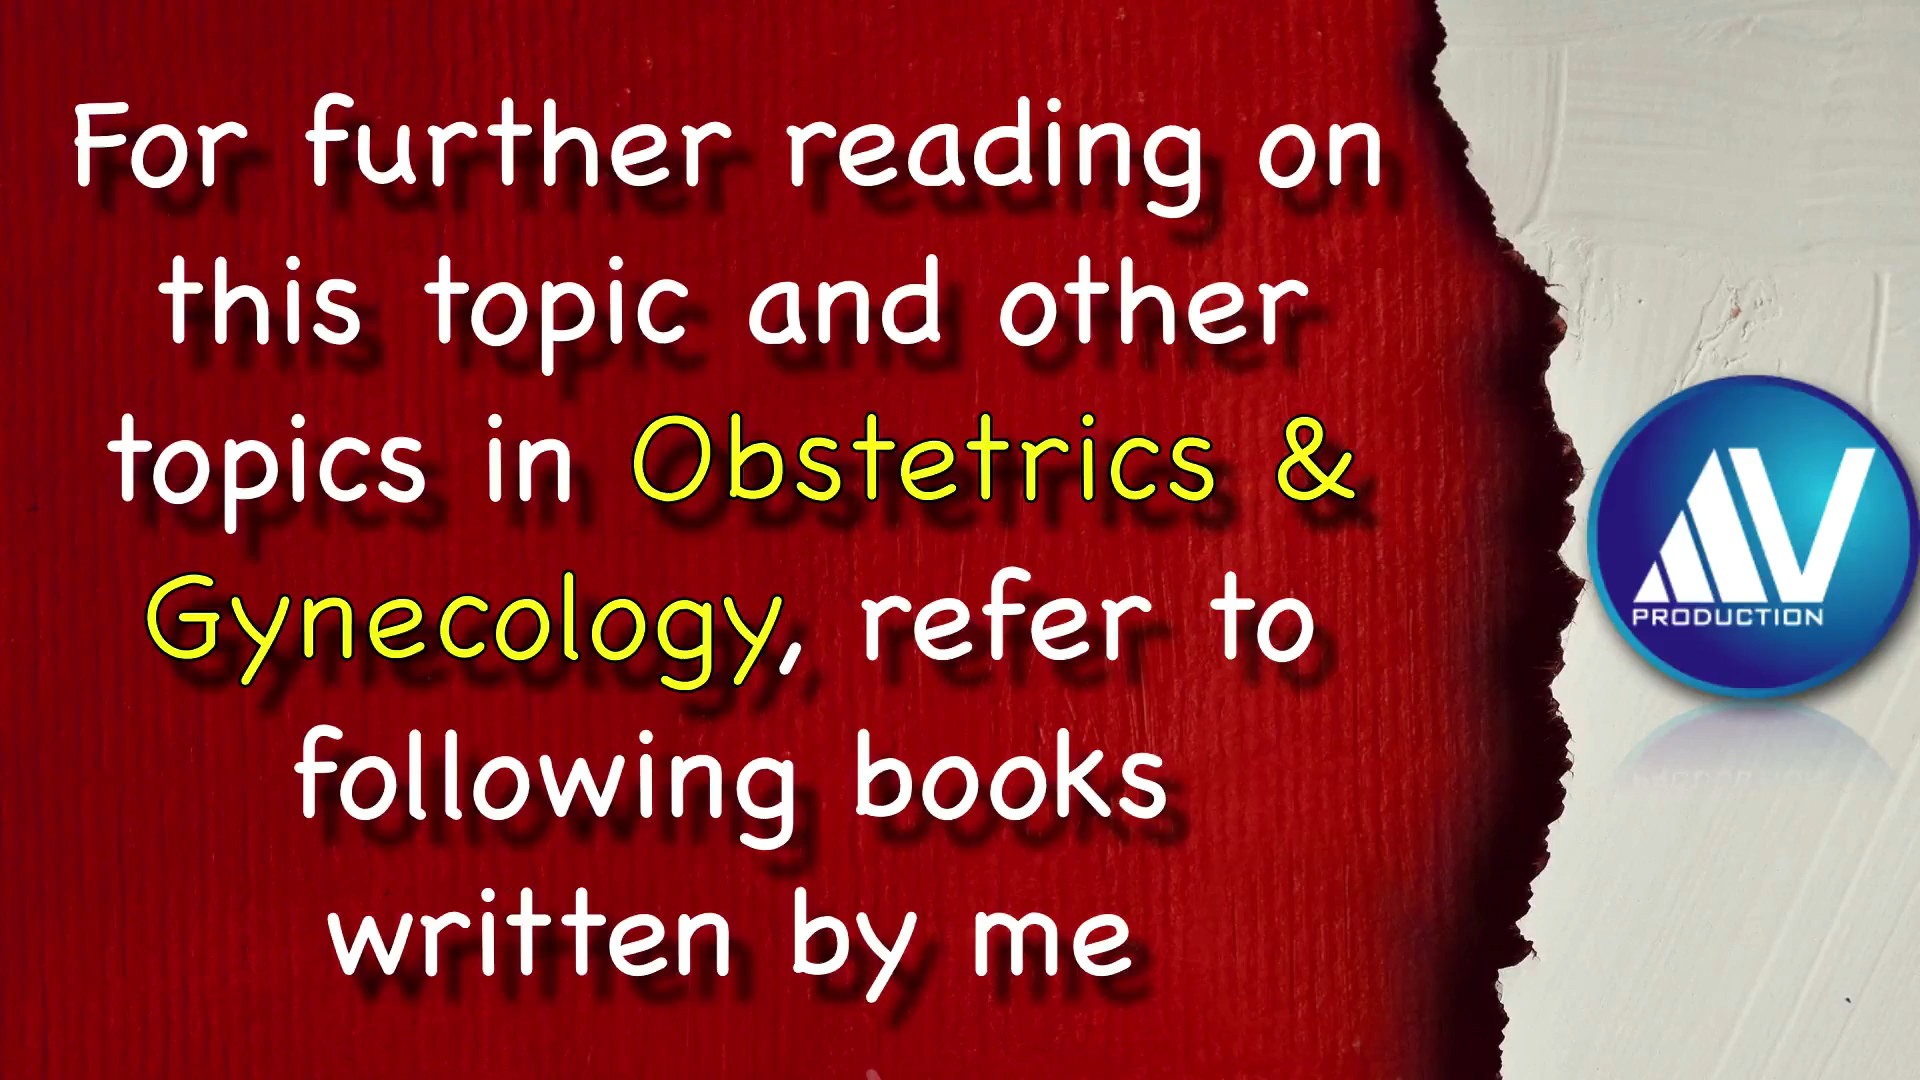 For further reading on
this topic and other
topics in Obstetrics &
Gynecology, refer to
following books
written by me
AV
PRODUCTION